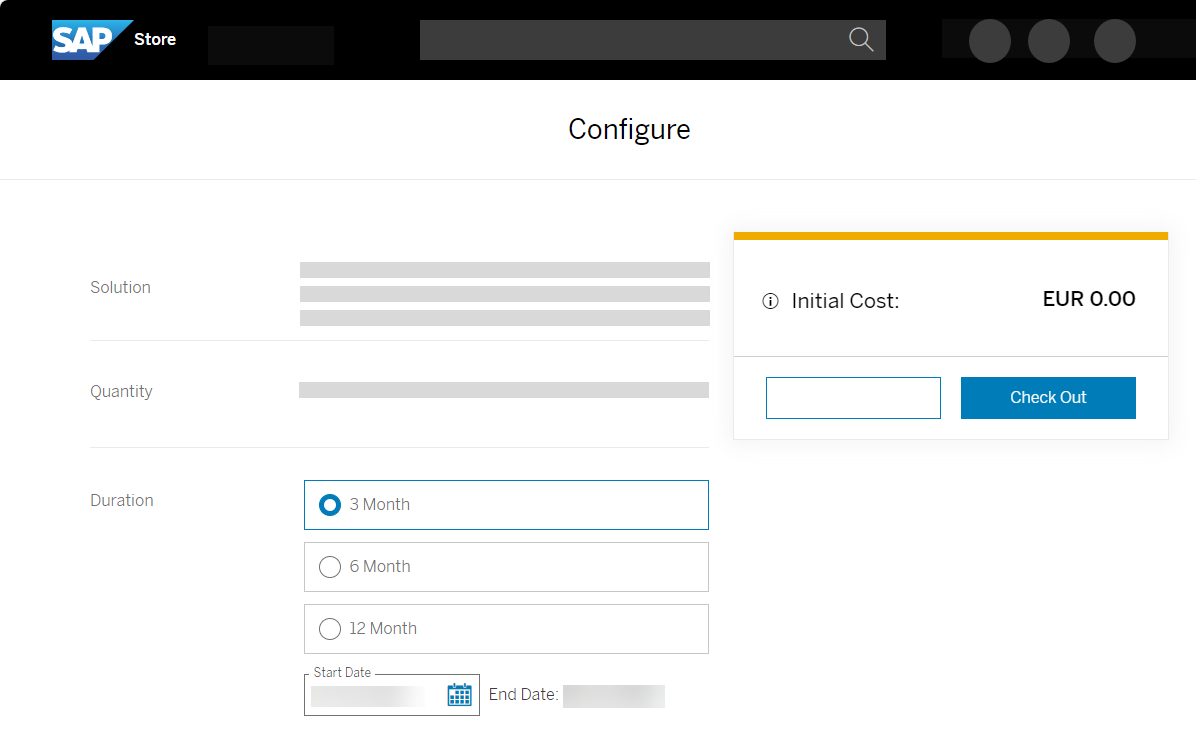 SAP Store
Configure
Solution
Quantity
Duration
3 Month
6 Month
12 Month
Start Date
End Date:
Initial Cost:
EUR 0.00
Check Out